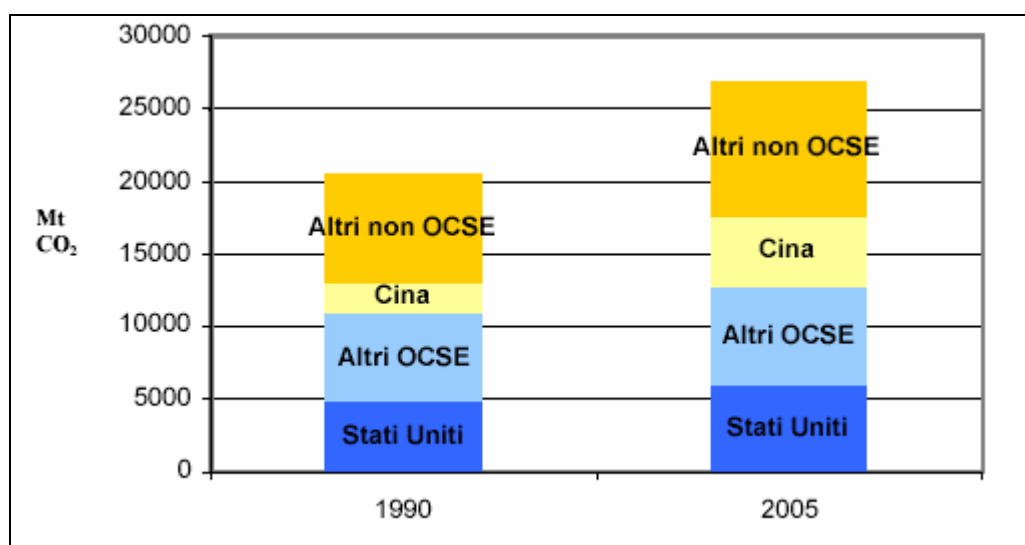 30000
25000
20000
15000
10000
5000
0
Mt
CO₂
Altri non OCSE
Cina
Altri OCSE
Stati Uniti
Altri non OCSE
Cina
Altri OCSE
Stati Uniti
1990
2005